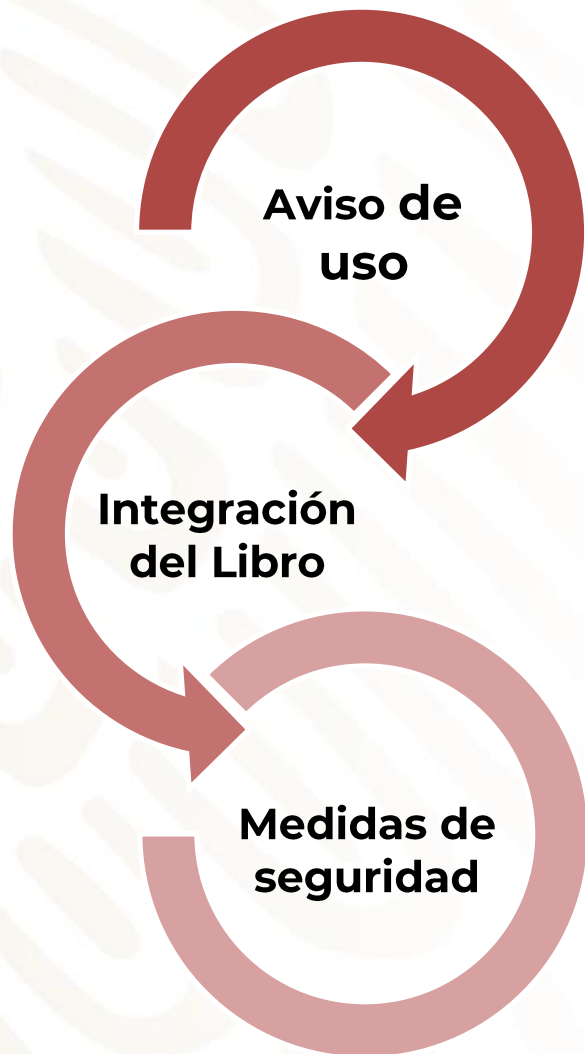 Aviso de
uso
Integración
del Libro
Medidas de
seguridad